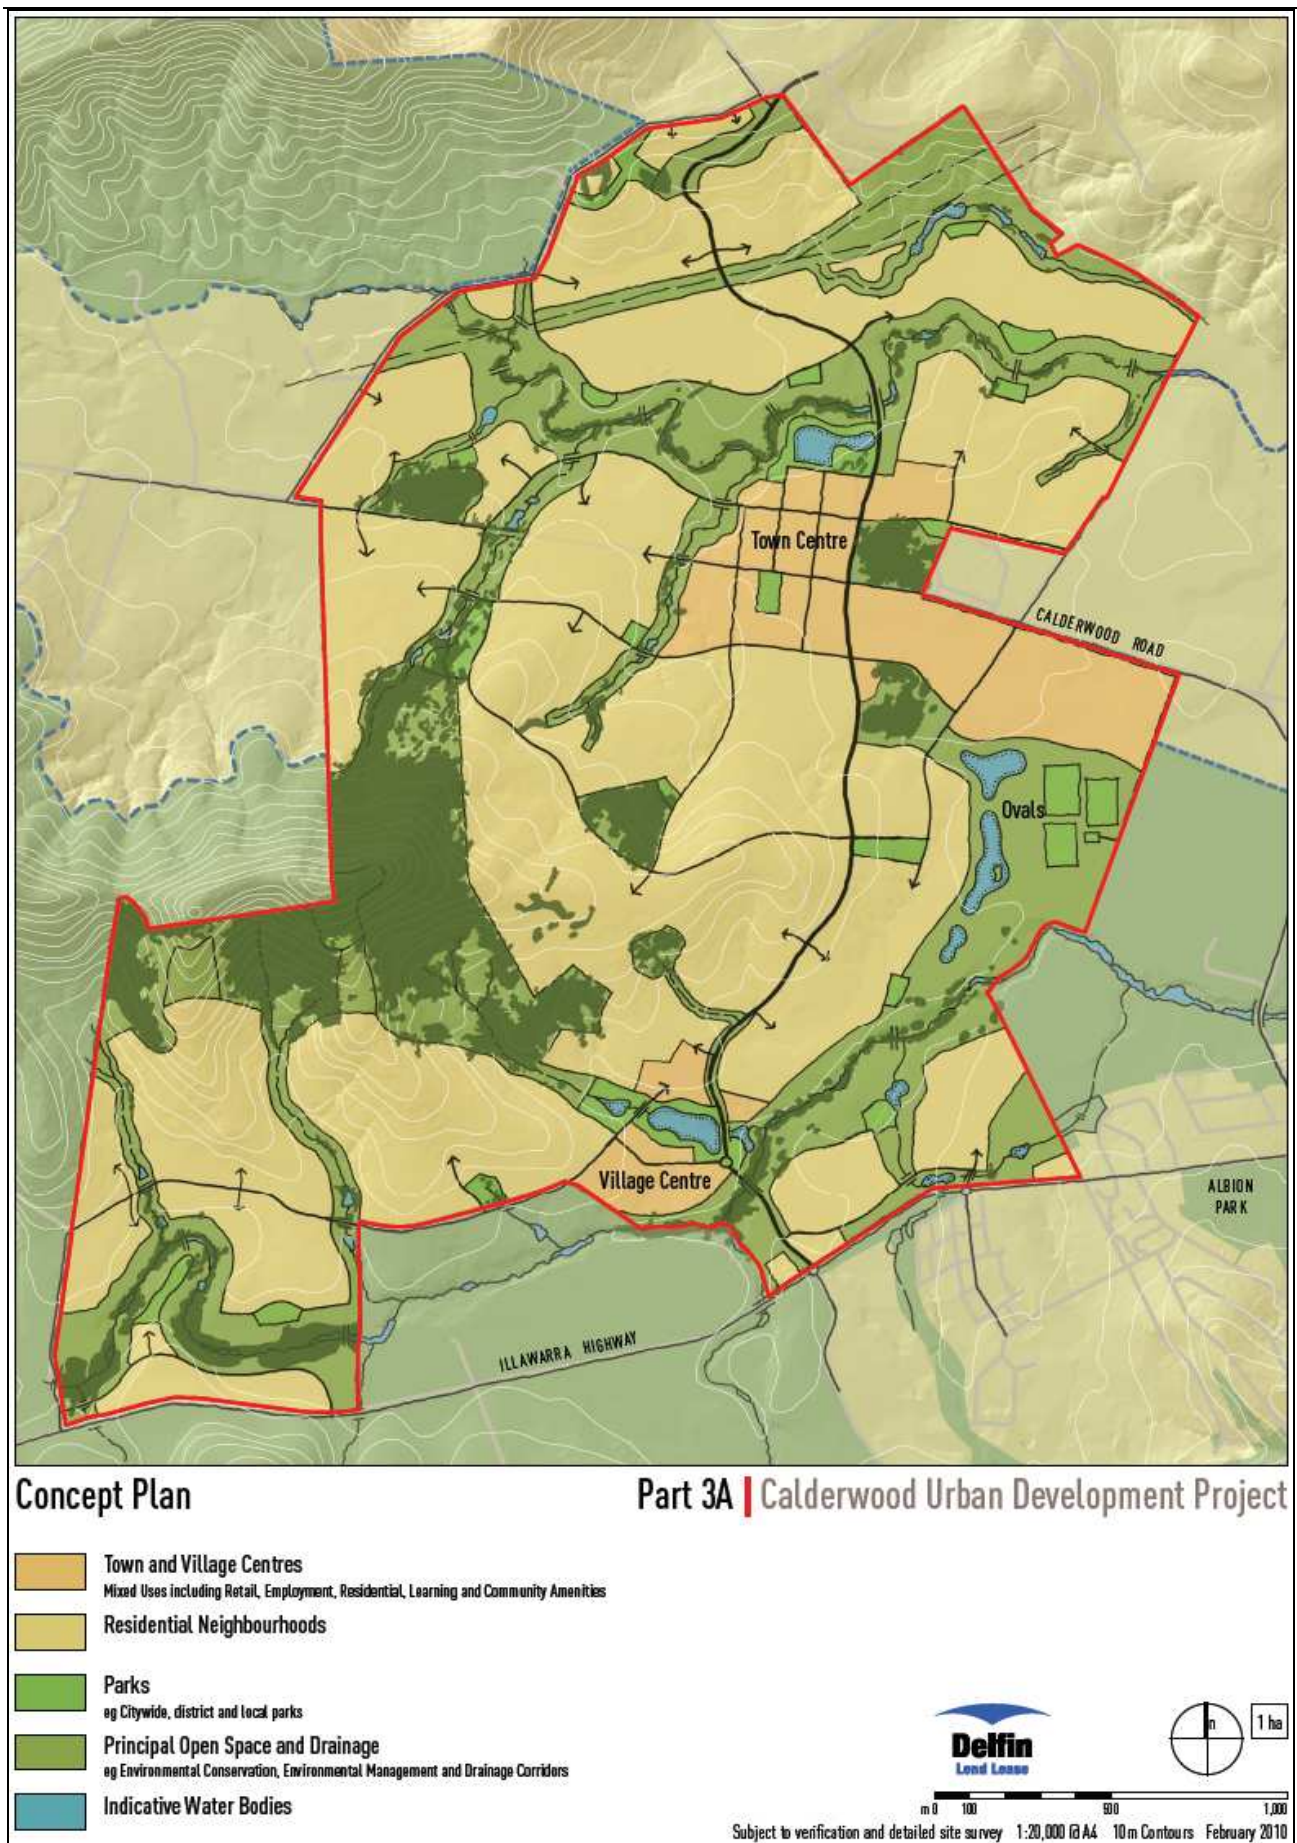 Town Centre
CALDERWOOD ROAD
Ovals
Village Centre
ALBION
PARK
ILLAWARRA HIGHWAY
Concept Plan
Part 3A | Calderwood Urban Development Project
Town and Village Centres
Mixed Uses including Retail, Employment, Residential, Learning and Community Amenities
Residential Neighbourhoods
Parks
eg Citywide, district and local parks
Principal Open Space and Drainage
eg Environmental Conservation, Environmental Management and Drainage Corridors
Indicative Water Bodies
Delfin
Lend Lease
n
1 ha
m 0 100 500 1,000
Subject to verification and detailed site survey 1:20,000 @ A4 10m Contours February 2010